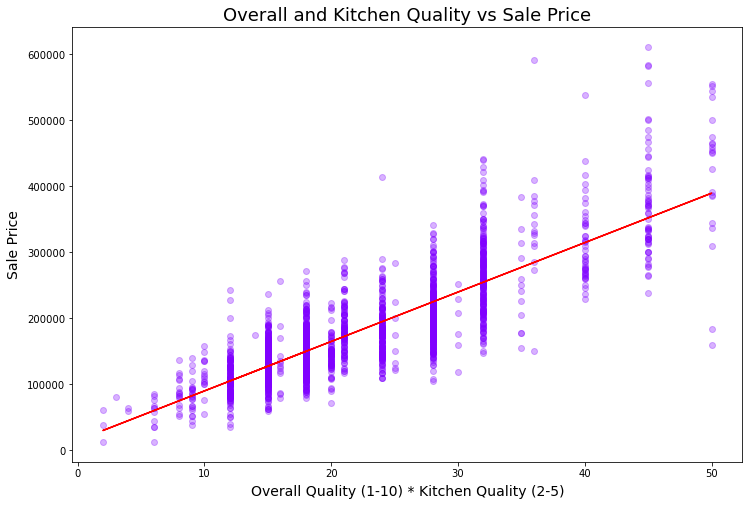 Overall and Kitchen Quality vs Sale Price
600000
500000
400000
300000
200000
100000
0
Sale Price
0 10 20 30 40 50
Overall Quality (1-10) * Kitchen Quality (2-5)